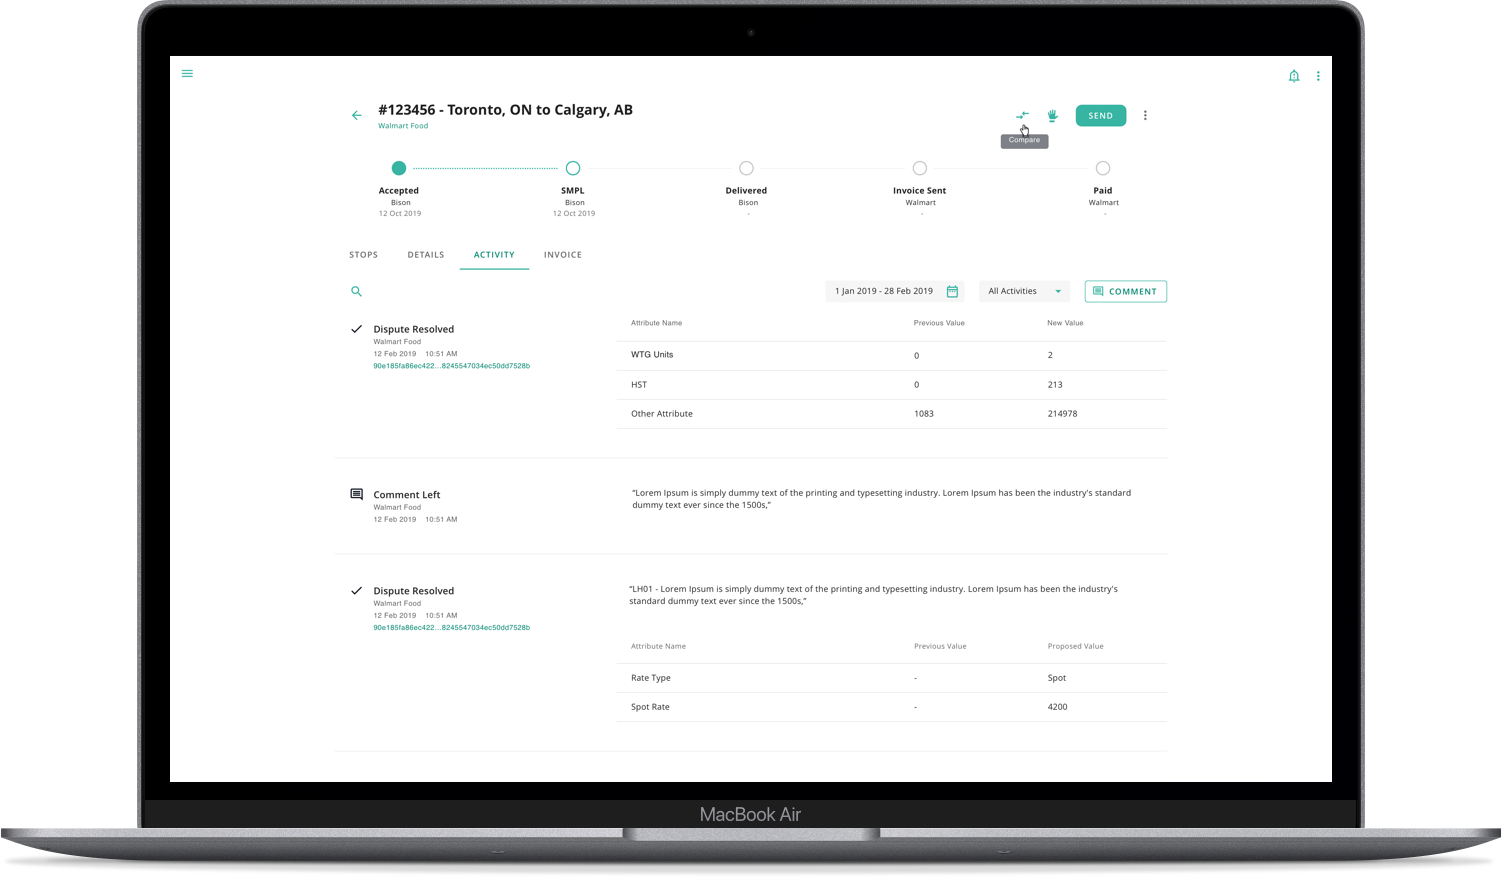 #123456 - Toronto, ON to Calgary, AB
Walmart Food
SEND
Compare
Accepted
Bison
12 Oct 2019
SMPL
Bison
12 Oct 2019
Delivered
Bison
-
Invoice Sent
Walmart
-
Paid
Walmart
-
STOPS DETAILS ACTIVITY INVOICE
1 Jan 2019 - 28 Feb 2019 All Activities COMMENT
Dispute Resolved
Walmart Food
12 Feb 2019 10:51 AM
90e185fa86ec422...8245547034ec50dd7528b
Attribute Name Previous Value New Value
WTG Units 0 2
HST 0 213
Other Attribute 1083 214978
Comment Left
Walmart Food
12 Feb 2019 10:51 AM
“Lorem Ipsum is simply dummy text of the printing and typesetting industry. Lorem Ipsum has been the industry's standard
dummy text ever since the 1500s,”
Dispute Resolved
Walmart Food
12 Feb 2019 10:51 AM
90e185fa86ec422...8245547034ec50dd7528b
“LH01 - Lorem Ipsum is simply dummy text of the printing and typesetting industry. Lorem Ipsum has been the industry's
standard dummy text ever since the 1500s,”
Attribute Name Previous Value Proposed Value
Rate Type - Spot
Spot Rate - 4200
MacBook Air